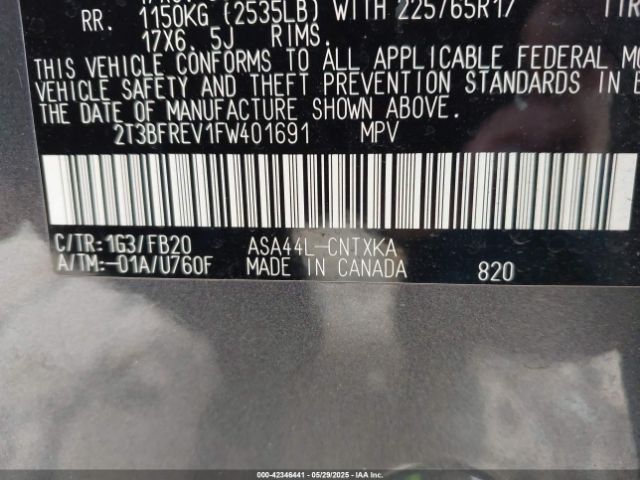 RR. 1150KG (2535LB) WITH 225/65R17
17X6. 5J RIMS.
THIS VEHICLE CONFORMS TO ALL APPLICABLE FEDERAL
VEHICLE SAFETY AND THEFT PREVENTION STANDARDS IN
THE DATE OF MANUFACTURE SHOWN ABOVE.
2T3BFREV1FW401691 MPV
C/TR:1G3/FB20 ASA44L-CNTXKA
A/TM:-01A/U760F MADE IN CANADA 820
000-42346441 | 05/29/2025 - IAAI.COM